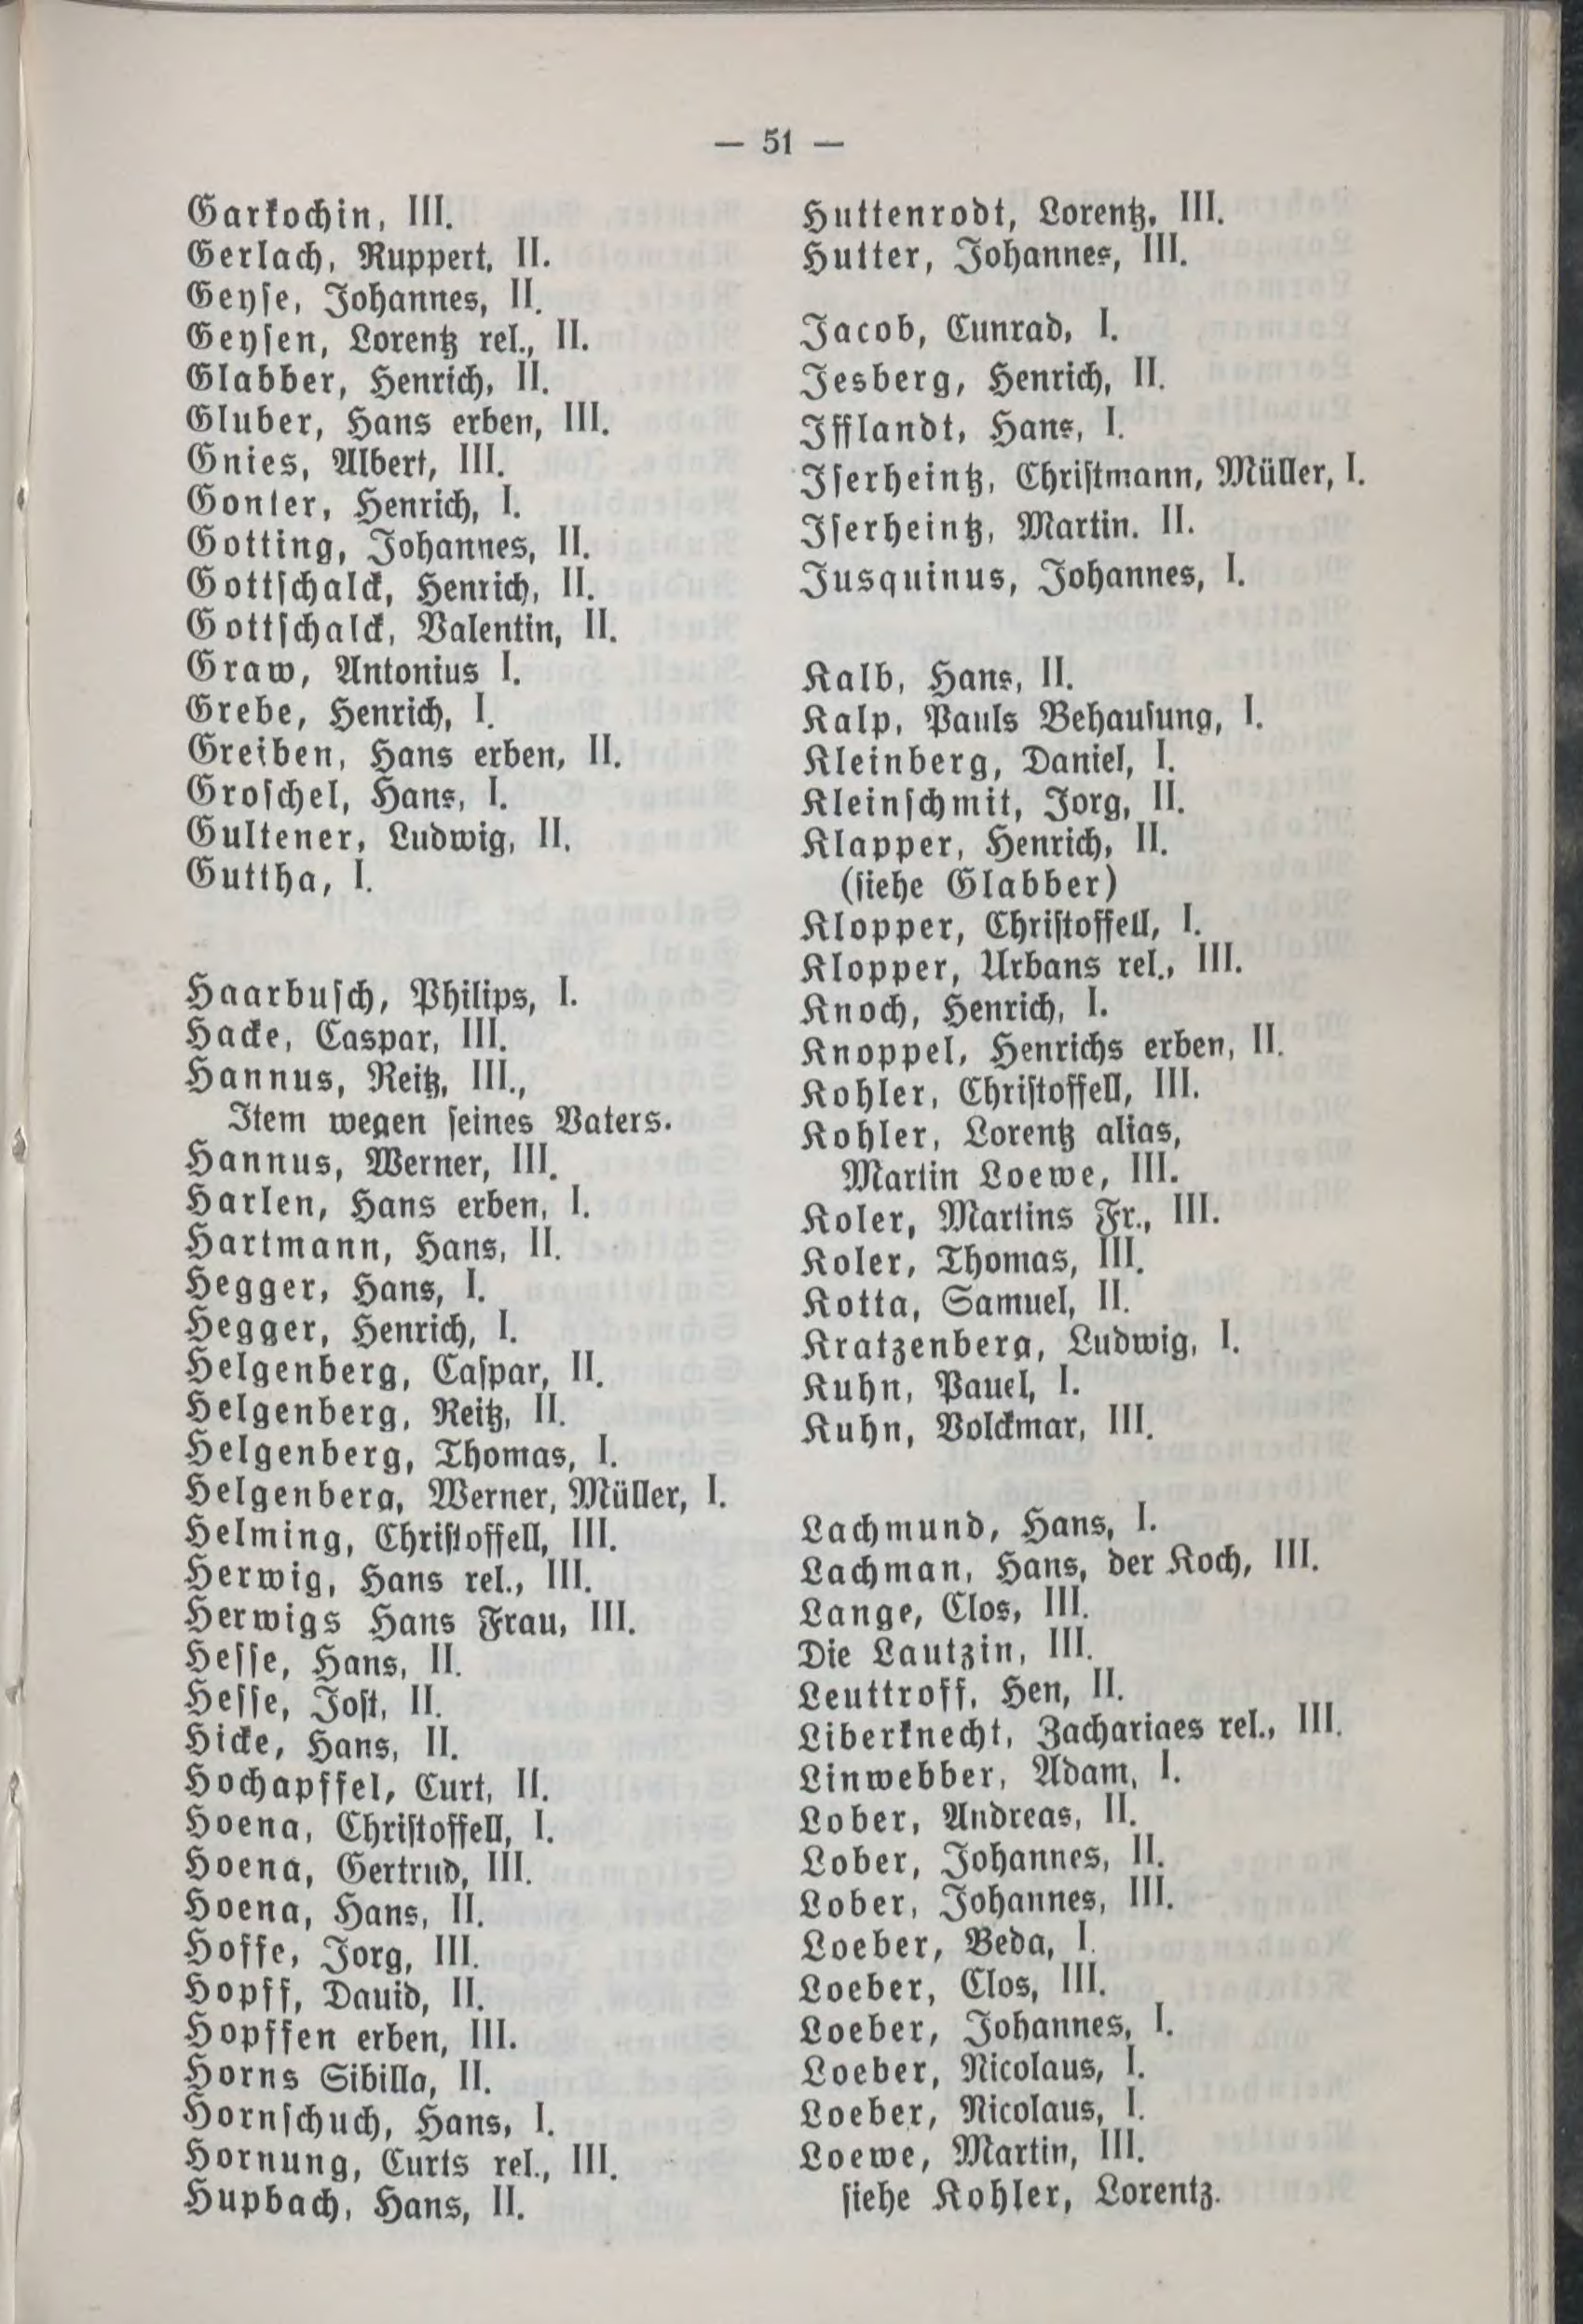 — 51 —
Garkochin, III.
Gerlach, Ruppert, II.
Geyse, Johannes, II.
Geysen, Lorentz rel., II.
Glabber, Henrich, II.
Gluber, Hans erben, III.
Gnies, Albert, III.
Gonter, Henrich, I.
Gotting, Johannes, II.
Gottschalck, Henrich, II.
Gottschalck, Valentin, II.
Graw, Antonius I.
Grebe, Henrich, I.
Greiben, Hans erben, II.
Groschel, Hans, I.
Gultener, Ludwig, II.
Guttha, I.
Haarbusch, Philips, I.
Hacke, Caspar, III.
Hannus, Reitz, III.,
Item wegen seines Vaters.
Hannus, Werner, III.
Harlen, Hans erben, I.
Hartmann, Hans, II.
Hegger, Hans, I.
Hegger, Henrich, I.
Helgenberg, Caspar, II.
Helgenberg, Reitz, II.
Helgenberg, Thomas, I.
Helgenberg, Werner, Müller, I.
Helming, Christoffell, III.
Herwig, Hans rel., III.
Herwigs Hans Frau, III.
Hesse, Hans, II.
Hesse, Jost, II.
Hicke, Hans, II.
Hochapffel, Curt, II.
Hoena, Christoffell, I.
Hoena, Gertrud, III.
Hoena, Hans, II.
Hoffe, Jorg, III.
Hopff, Dauid, II.
Hopffen erben, III.
Horns Sibilla, II.
Hornschuch, Hans, I.
Hornung, Curts rel., III.
Hupbach, Hans, II.
Huttenrodt, Lorentz, III.
Hutter, Johannes, III.
Jacob, Cunrad, I.
Jesberg, Henrich, II.
Ifflandt, Hans, I.
Iserheintz, Christmann, Müller, I.
Iserheintz, Martin. II.
Jusquinus, Johannes, I.
Kalb, Hans, II.
Kalp, Pauls Behausung, I.
Kleinberg, Daniel, I.
Kleinschmit, Jorg, II.
Klapper, Henrich, II.
(siehe Glabber)
Klopper, Christoffell, I.
Klopper, Urbans rel., III.
Knoch, Henrich, I.
Knoppel, Henrichs erben, II.
Kohler, Christoffell, III.
Kohler, Lorentz alias,
Martin Loewe, III.
Koler, Martins Fr., III.
Koler, Thomas, III.
Kotta, Samuel, II.
Kratzenberg, Ludwig, I.
Kuhn, Pauel, I.
Kuhn, Volckmar, III.
Lachmund, Hans, I.
Lachman, Hans, der Koch, III.
Lange, Clos, III.
Die Lautzin, III.
Leuttroff, Hen, II.
Liberknecht, Zachariaes rel., III.
Linwebber, Adam, I.
Lober, Andreas, II.
Lober, Johannes, II.
Lober, Johannes, III.
Loeber, Beda, I.
Loeber, Clos, III.
Loeber, Johannes, I.
Loeber, Nicolaus, I.
Loeber, Nicolaus, I.
Loewe, Martin, III.
siehe Kohler, Lorentz.